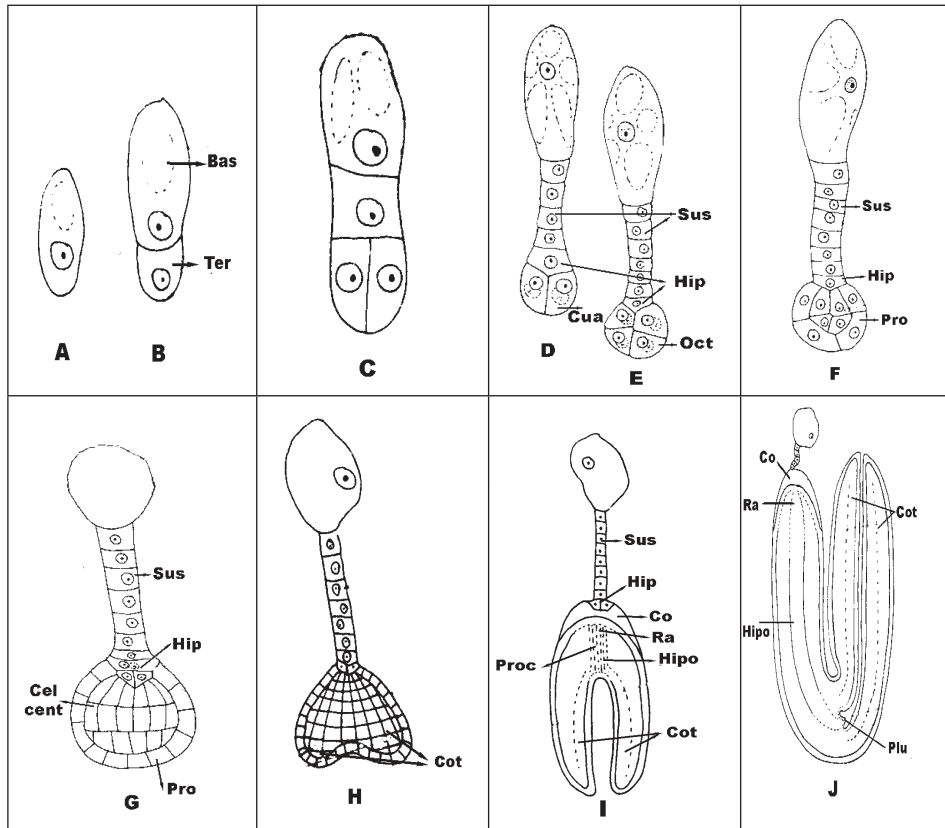 Bas
Ter
A
B
C
Sus
Hip
Cua
Oct
D
E
Sus
Hip
Pro
F
Sus
Hip
Cel
cent
Pro
G
Cot
H
Sus
Hip
Co
Ra
Proc
Hipo
Cot
I
Co
Ra
Cot
Hipo
Plu
J